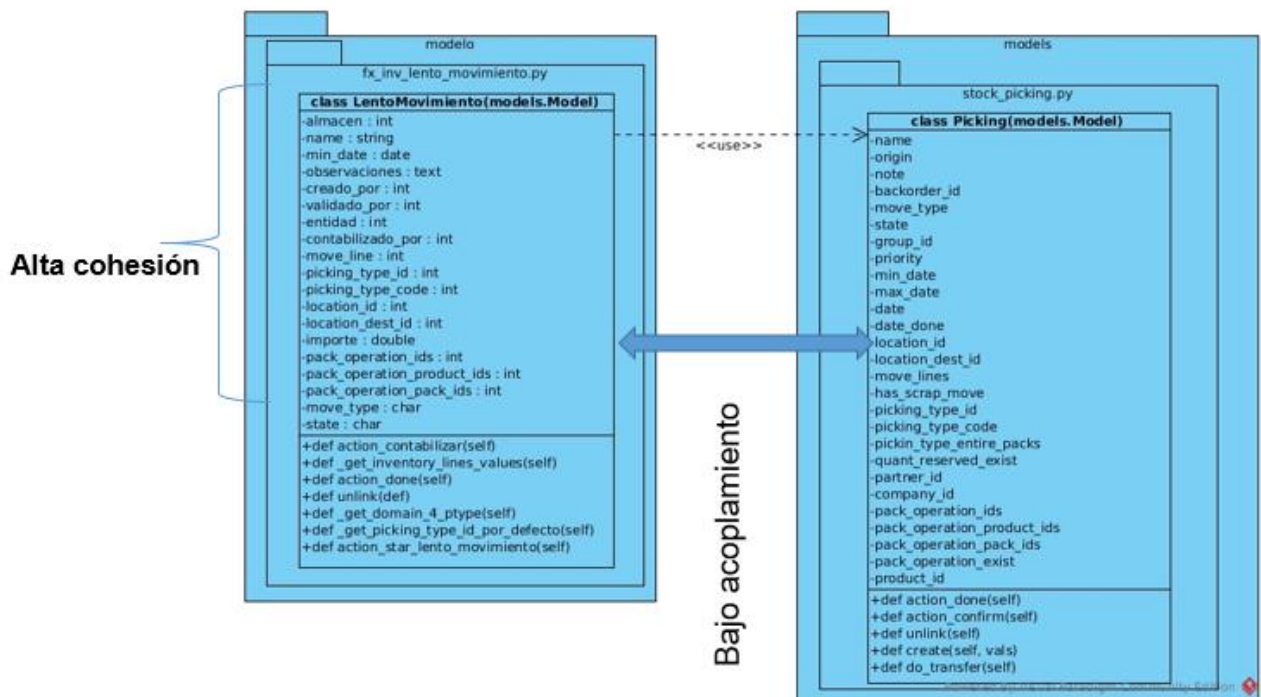 modelo
fx_inv_lento_movimiento.py
class LentoMovimiento(models.Model)
-almacen : int
-name : string
-min_date : date
-observaciones : text
-creado_por : int
-validado_por : int
-entidad : int
-contabilizado_por : int
-move_line : int
-picking_type_id : int
-picking_type_code : int
-location_id : int
-location_dest_id : int
-importe : double
-pack_operation_ids : int
-pack_operation_product_ids : int
-pack_operation_pack_ids : int
-move_type : char
-state : char
+def action_contabilizar(self)
+def _get_inventory_lines_values(self)
+def action_done(self)
+def unlink(def)
+def _get_domain_4_ptype(self)
+def _get_picking_type_id_por_defecto(self)
+def action_star_lento_movimiento(self)
Alta cohesión
<<use>>
Bajo acoplamiento
models
stock_picking.py
class Picking(models.Model)
-name
-origin
-note
-backorder_id
-move_type
-state
-group_id
-priority
-min_date
-max_date
-date
-date_done
-location_id
-location_dest_id
-move_lines
-has_scrap_move
-picking_type_id
-picking_type_code
-pickin_type_entire_packs
-quant_reserved_exist
-partner_id
-company_id
-pack_operation_ids
-pack_operation_product_ids
-pack_operation_pack_ids
-pack_operation_exist
-product_id
+def action_done(self)
+def action_confirm(self)
+def unlink(self)
+def create(self, vals)
+def do_transfer(self)